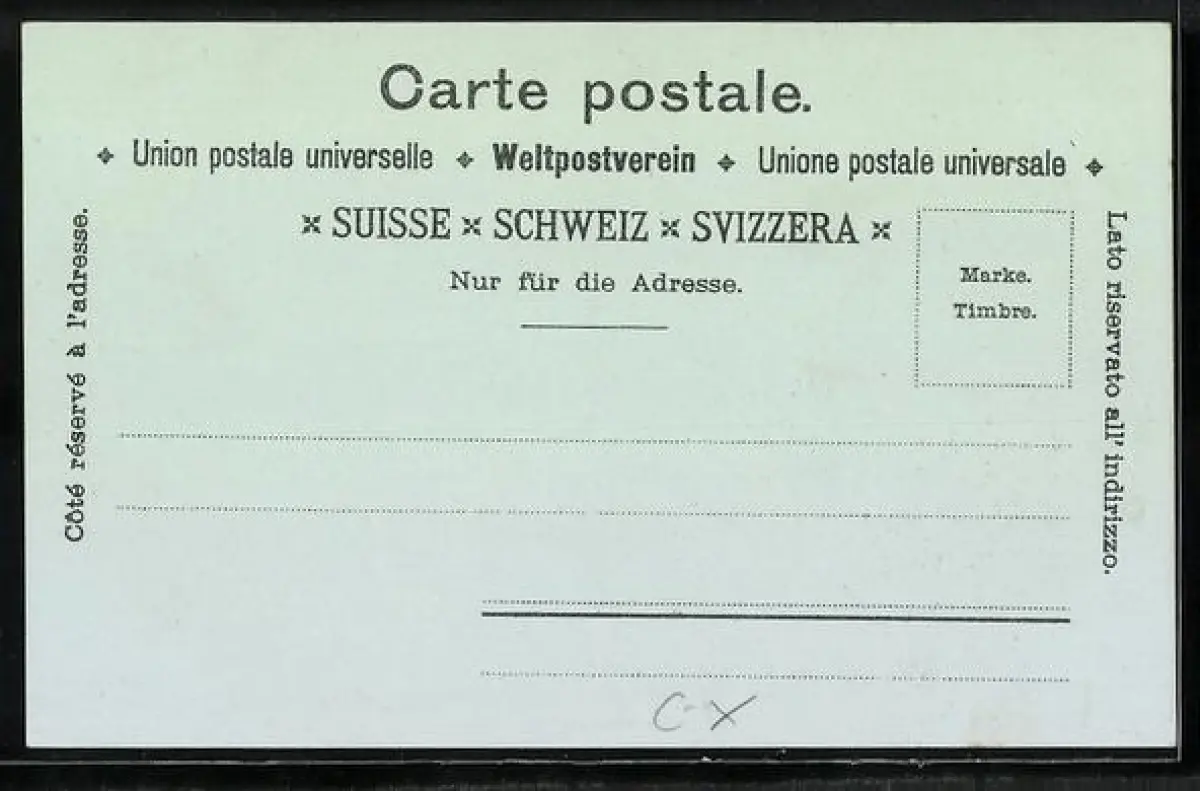 Carte postale.
✦ Union postale universelle ✦ Weltpostverein ✦ Unione postale universale ✦
× SUISSE × SCHWEIZ × SVIZZERA ×
Nur für die Adresse.
Marke.
Timbre.
Côté réservé à l'adresse.
Lato riservato all' indirizzo.
C-X